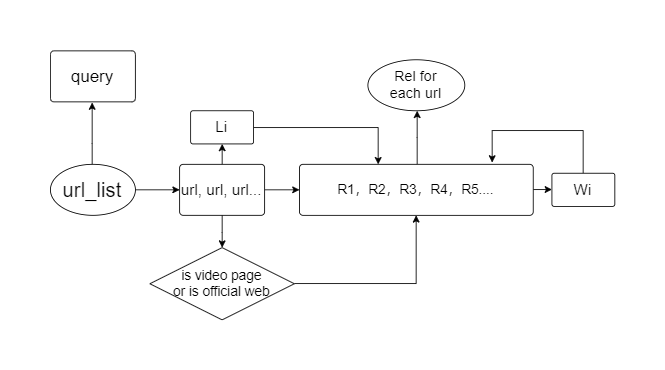 query
Rel for
each url
Li
url_list
url, url, url...
R1，R2，R3，R4，R5....
Wi
is video page
or is official web